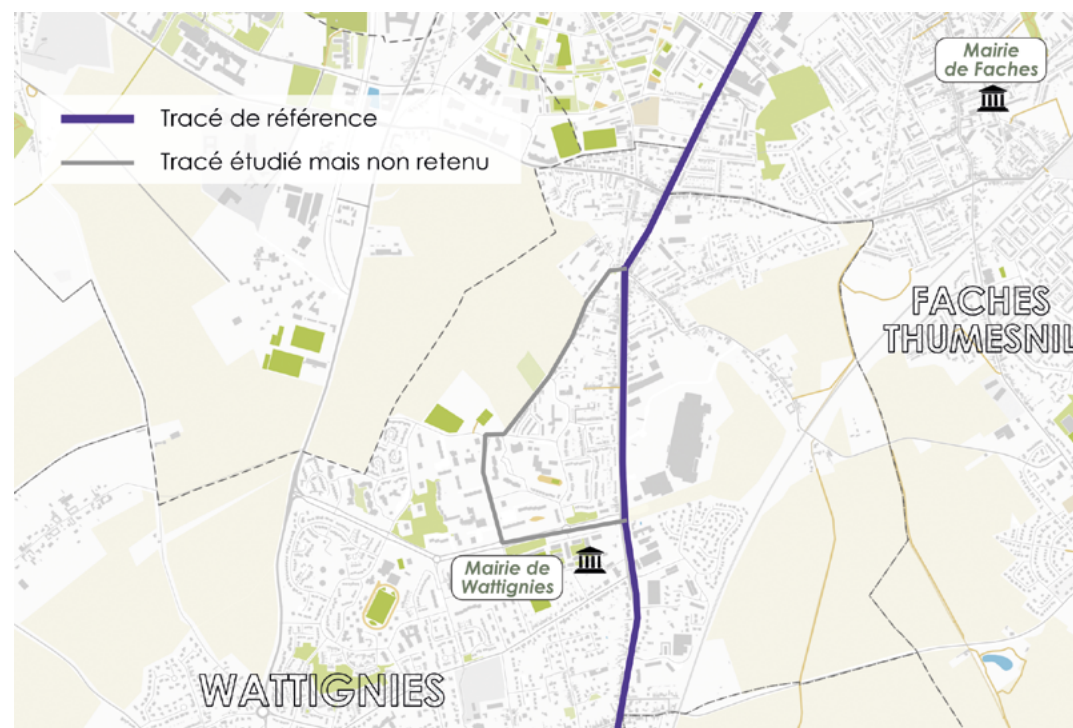 Mairie
de Faches
Tracé de référence
Tracé étudié mais non retenu
FACHES
THUMESNIL
Mairie de
Wattignies
WATTIGNIES